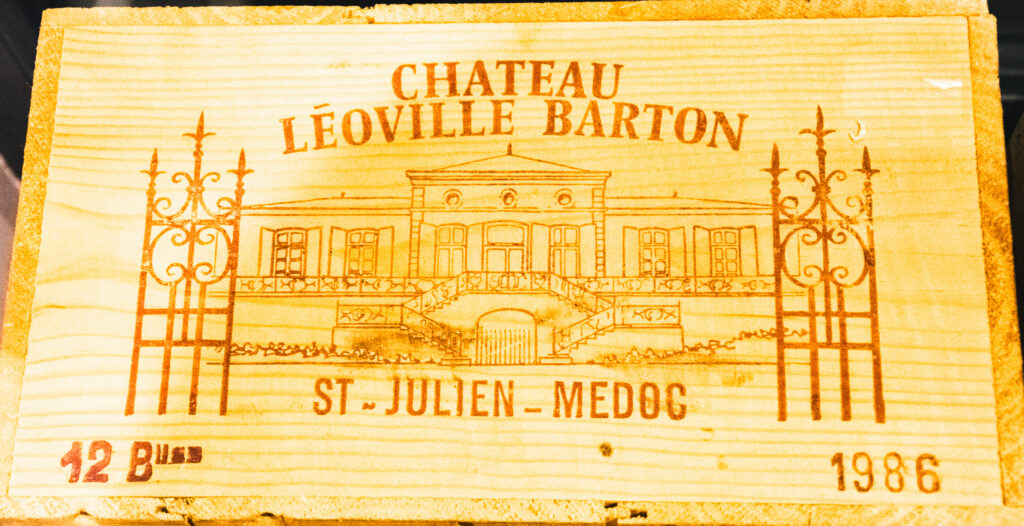 CHATEAU
LÉOVILLE BARTON
ST-JULIEN-MEDOC
12 Blles
1986